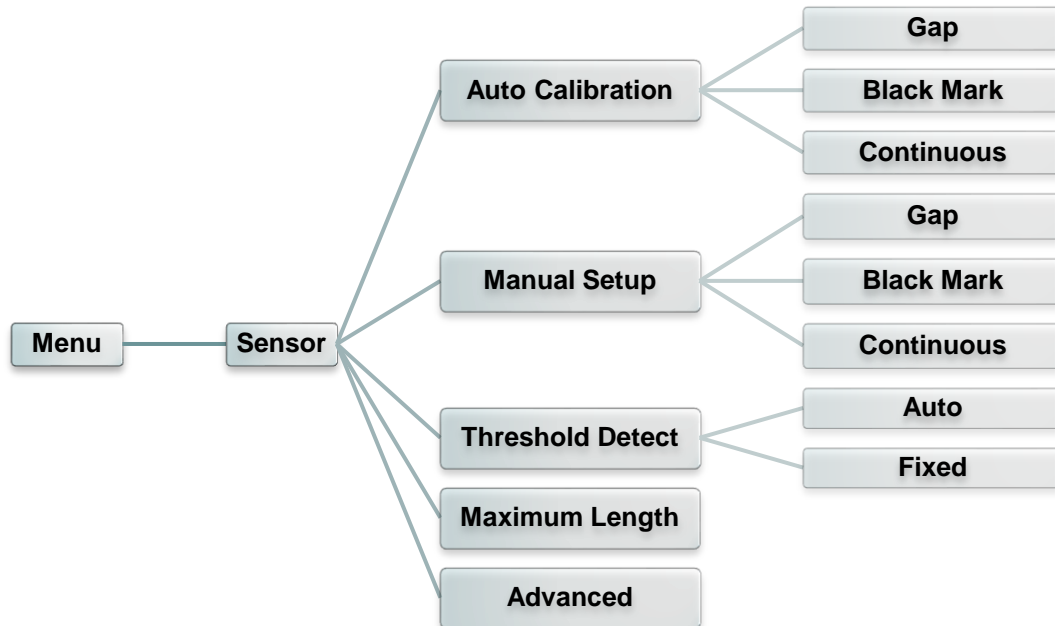 Menu
Sensor
Auto Calibration
Gap
Black Mark
Continuous
Manual Setup
Gap
Black Mark
Continuous
Threshold Detect
Auto
Fixed
Maximum Length
Advanced